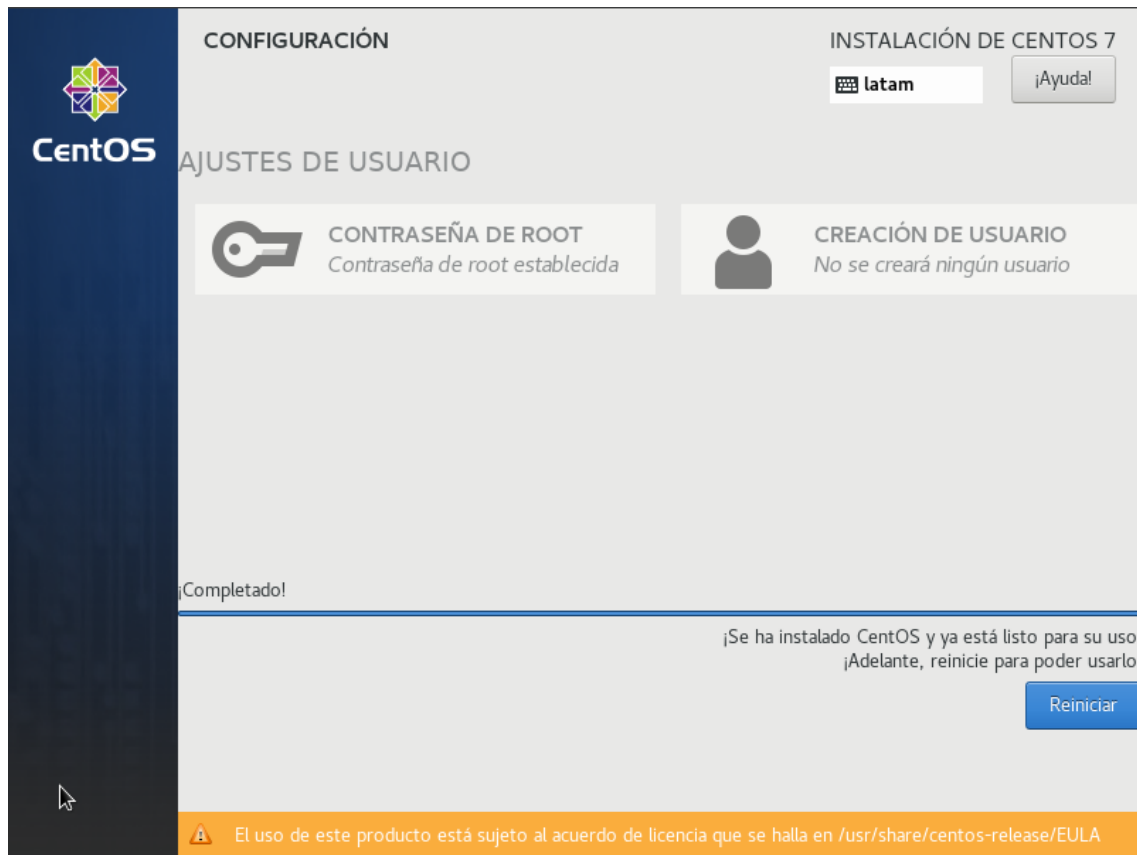 CONFIGURACIÓN
INSTALACIÓN DE CENTOS 7
latam
¡Ayuda!
CentOS
AJUSTES DE USUARIO
CONTRASEÑA DE ROOT
Contraseña de root establecida
CREACIÓN DE USUARIO
No se creará ningún usuario
¡Completado!
¡Se ha instalado CentOS y ya está listo para su uso
¡Adelante, reinicie para poder usarlo
Reiniciar
El uso de este producto está sujeto al acuerdo de licencia que se halla en /usr/share/centos-release/EULA